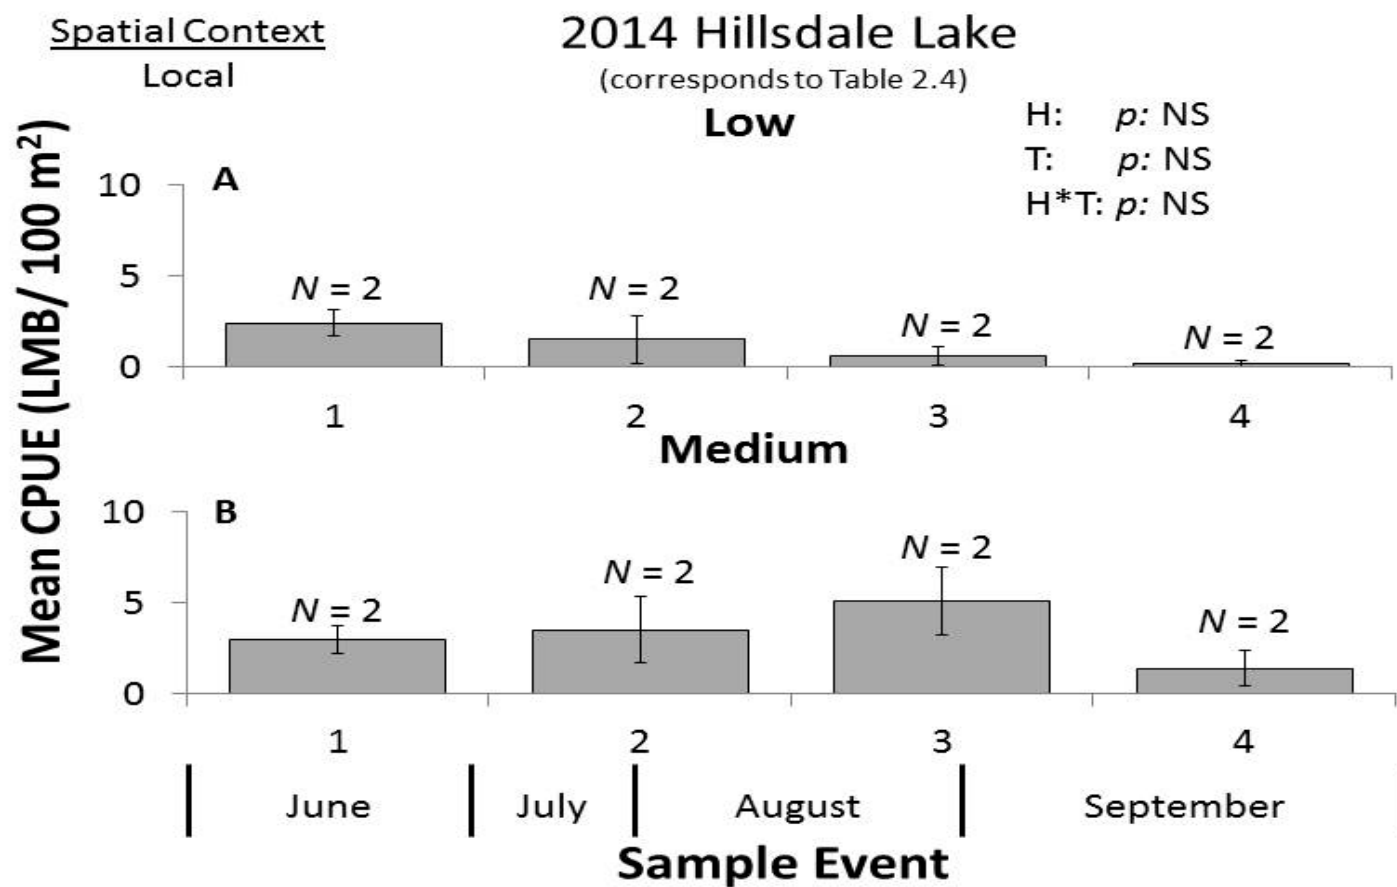 Spatial Context
Local
2014 Hillsdale Lake
(corresponds to Table 2.4)
Low
H: p: NS
T: p: NS
H*T: p: NS
Mean CPUE (LMB/ 100 m²)
A
10
5
0
N = 2
N = 2
N = 2
N = 2
1 2 3 4
Medium
B
10
5
0
N = 2
N = 2
N = 2
N = 2
1 2 3 4
June July August September
Sample Event